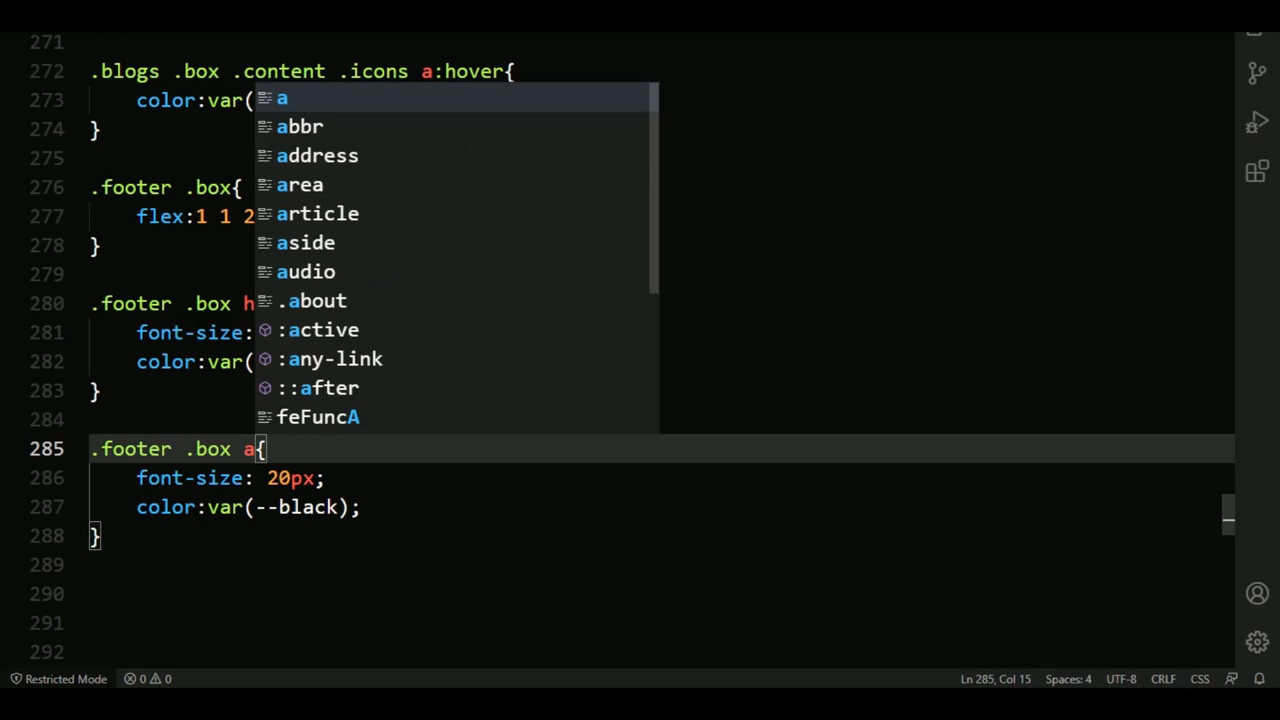 271
272 .blogs .box .content .icons a:hover{
273 color:var(
a
274 }
abbr
275
address
276 .footer .box{
area
277 flex:1 1 2
article
278 }
aside
279
audio
280 .footer .box h
.about
281 font-size:
:active
282 color:var(
:any-link
283 }
::after
284
feFuncA
285 .footer .box a{
286 font-size: 20px;
287 color:var(--black);
288 }
289
290
291
292
Restricted Mode 0 0 Ln 285, Col 15 Spaces: 4 UTF-8 CRLF CSS